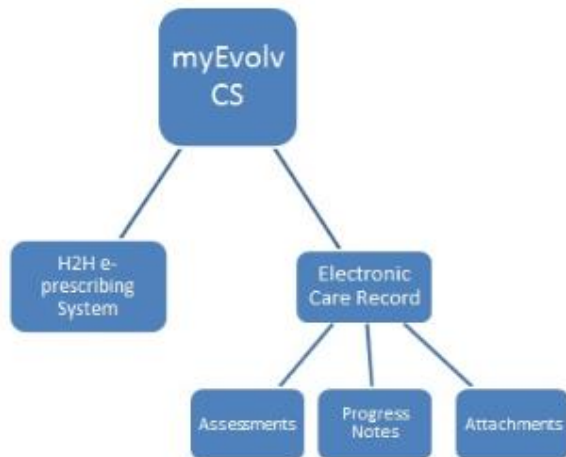 myEvolv
CS
H2H e-
prescribing
System
Electronic
Care Record
Assessments
Progress
Notes
Attachments